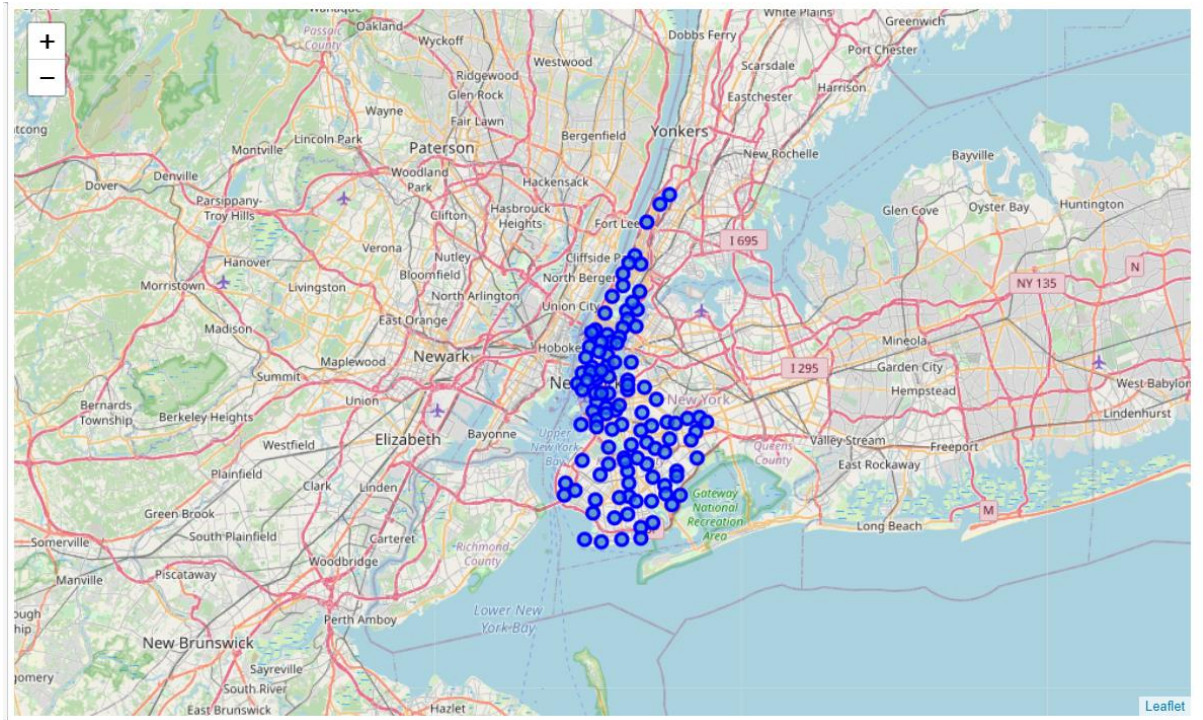 +
−
Passaic
County
Oakland
Wyckoff
Westwood
Dobbs Ferry
White Plains
Greenwich
Port Chester
Scarsdale
Ridgewood
Glen Rock
Eastchester
Harrison
Wayne
Fair Lawn
Bergenfield
Yonkers
Lincoln Park
Montville
Paterson
New Rochelle
Bayville
Denville
Dover
Woodland
Park
Hackensack
Parsippany-
Troy Hills
Clifton
Hasbrouck
Heights
Fort Lee
Glen Cove
Oyster Bay
Huntington
I 695
Verona
Nutley
Hanover
Bloomfield
North Bergen
N
Morristown
Livingston
North Arlington
Union City
NY 135
East Orange
Madison
Mineola
Maplewood
Newark
Garden City
I 295
Summit
Hempstead
West Babylon
Bernards
Township
Berkeley Heights
Union
New York
Lindenhurst
Elizabeth
Bayonne
Upper
New York
Bay
Queens
County
Valley Stream
Freeport
Westfield
East Rockaway
Plainfield
Clark
Linden
Gateway
National
Recreation
Area
Green Brook
M
Long Beach
South Plainfield
Carteret
Somerville
Richmond
County
Woodbridge
Manville
Piscataway
Lower New
York Bay
Perth Amboy
New Brunswick
Sayreville
South River
East Brunswick
Hazlet
Leaflet